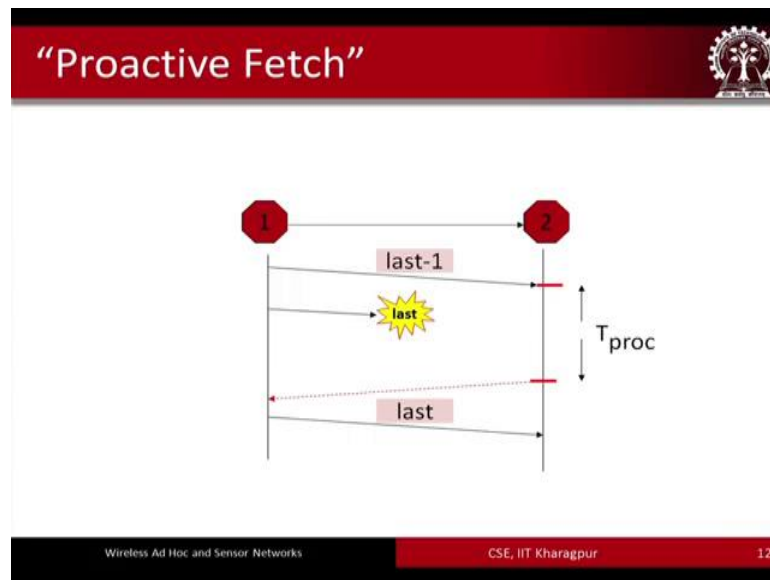 “Proactive Fetch”
1
2
last-1
last
T proc
last
Wireless Ad Hoc and Sensor Networks
CSE, IIT Kharagpur
12